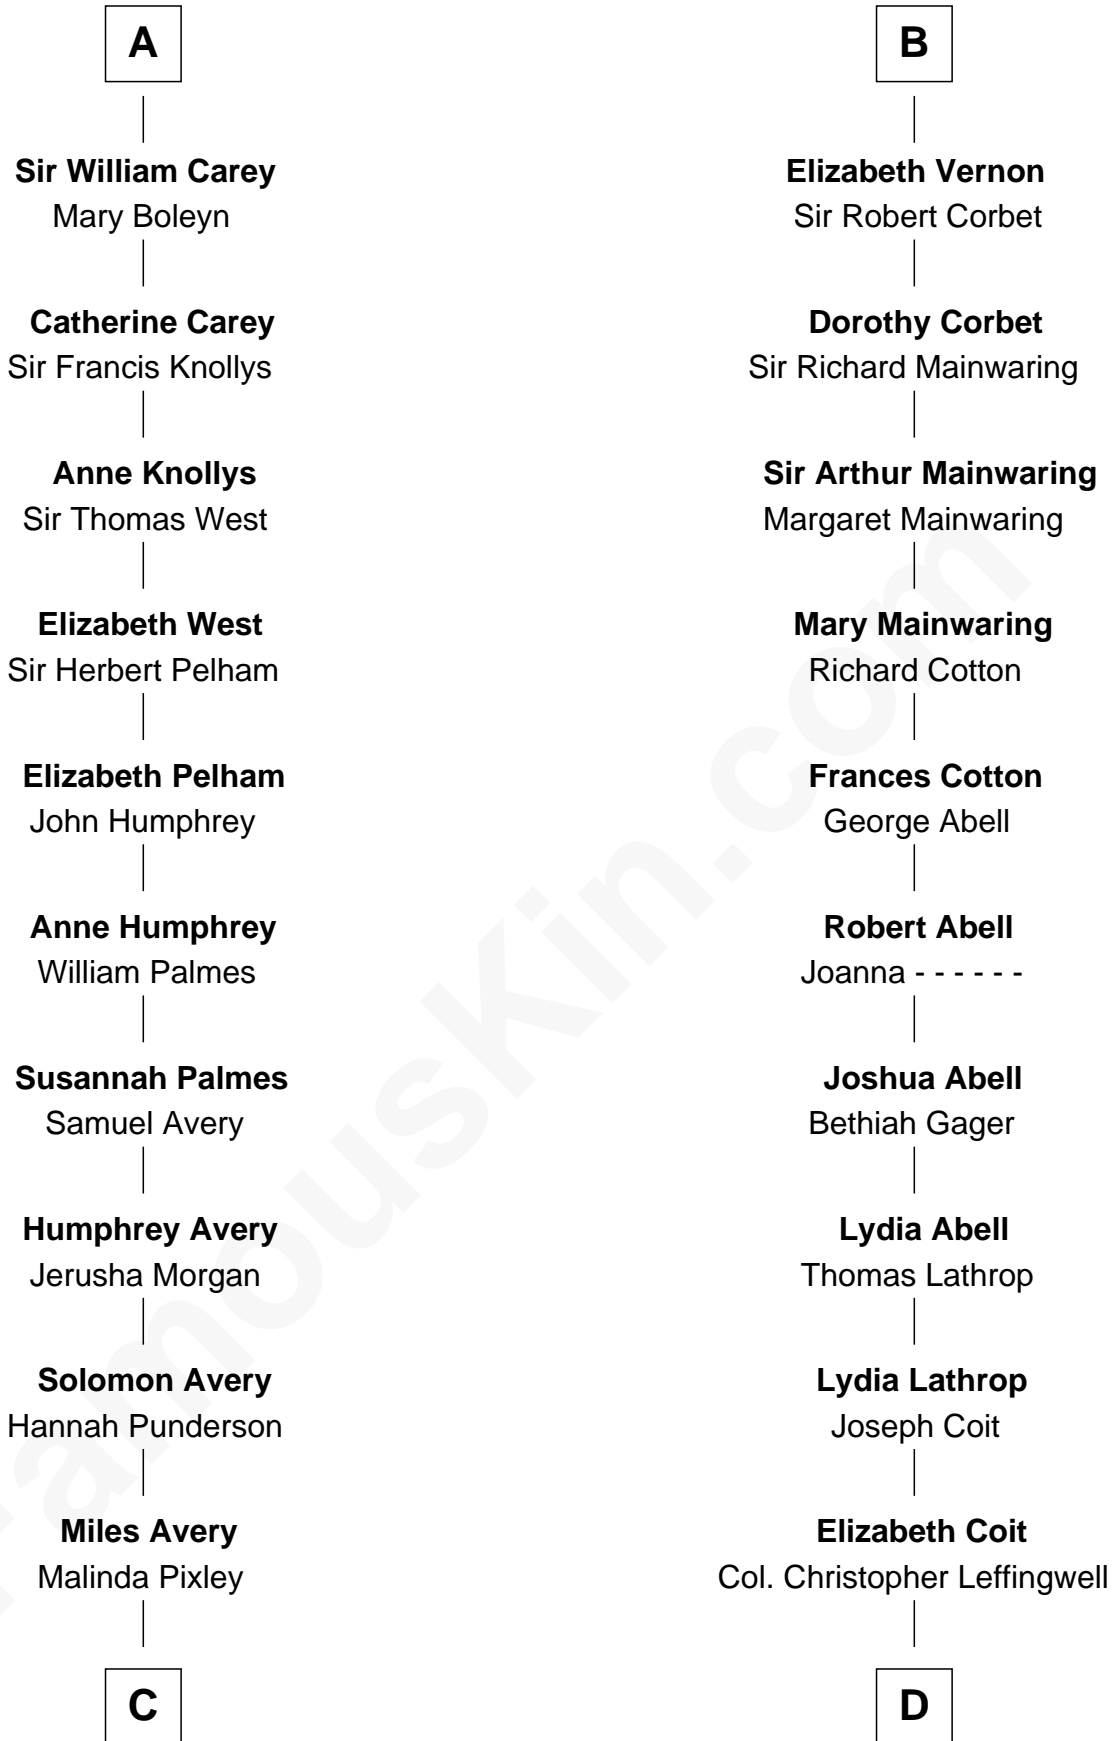 A
Sir William Carey
Mary Boleyn
Catherine Carey
Sir Francis Knollys
Anne Knollys
Sir Thomas West
Elizabeth West
Sir Herbert Pelham
Elizabeth Pelham
John Humphrey
Anne Humphrey
William Palmes
Susannah Palmes
Samuel Avery
Humphrey Avery
Jerusha Morgan
Solomon Avery
Hannah Punderson
Miles Avery
Malinda Pixley
C
B
Elizabeth Vernon
Sir Robert Corbet
Dorothy Corbet
Sir Richard Mainwaring
Sir Arthur Mainwaring
Margaret Mainwaring
Mary Mainwaring
Richard Cotton
Frances Cotton
George Abell
Robert Abell
Joanna - - - - - -
Joshua Abell
Bethiah Gager
Lydia Abell
Thomas Lathrop
Lydia Lathrop
Joseph Coit
Elizabeth Coit
Col. Christopher Leffingwell
D
FamousKin.com